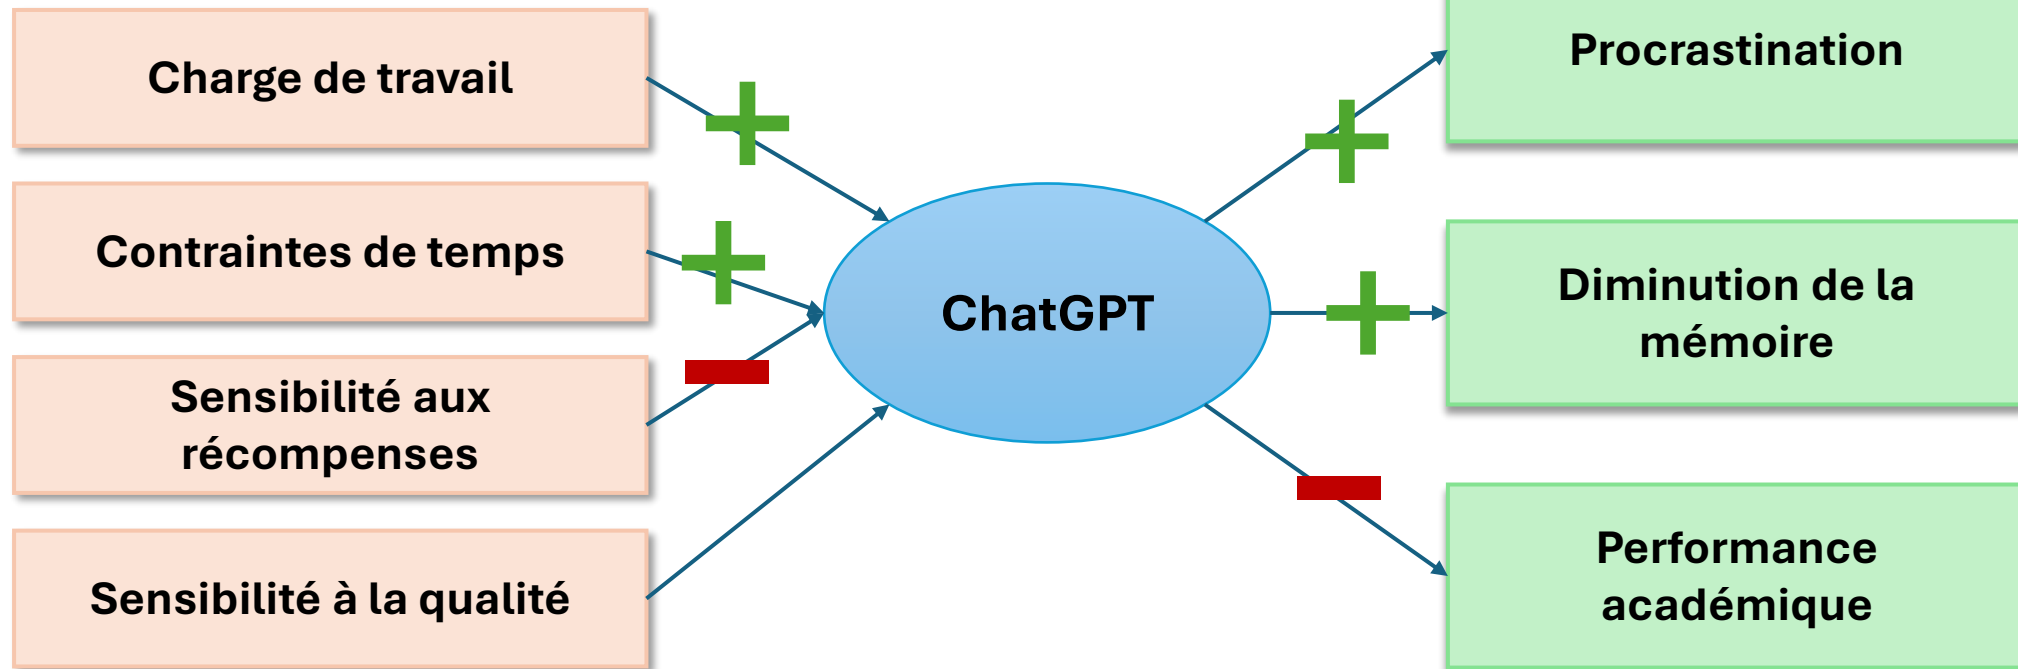 Charge de travail
Contraintes de temps
Sensibilité aux
récompenses
Sensibilité à la qualité
ChatGPT
Procrastination
Diminution de la
mémoire
Performance
académique